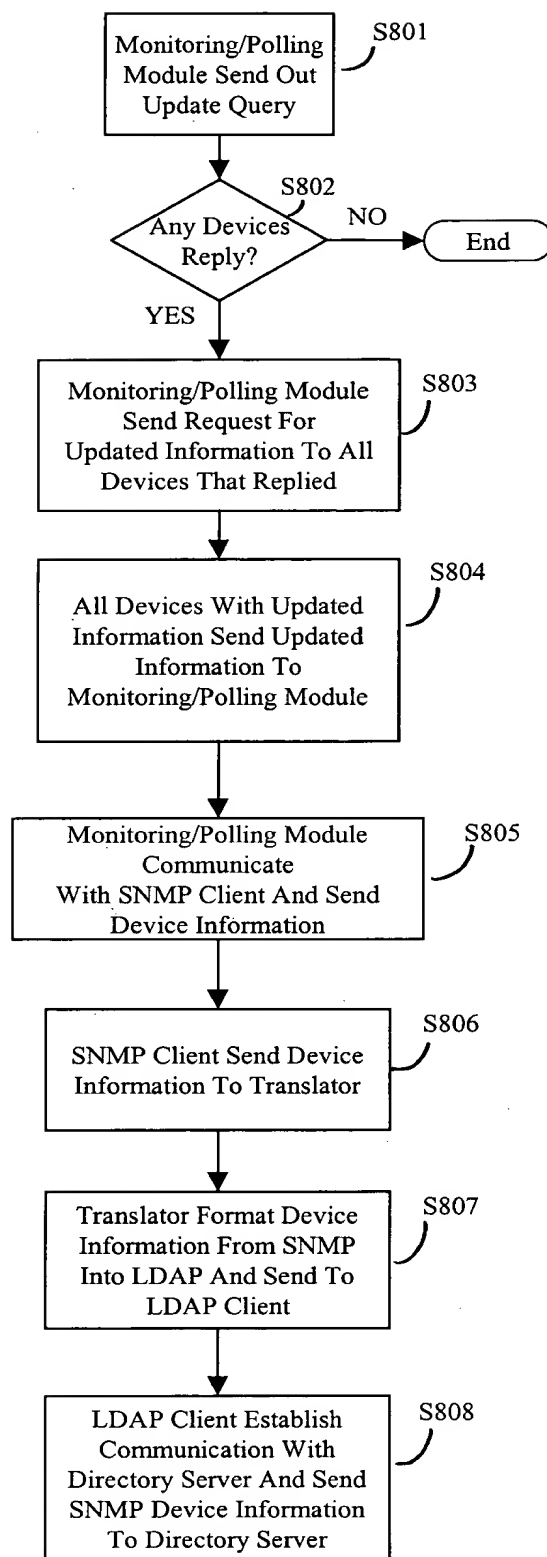 Monitoring/Polling
Module Send Out
Update Query
S801
S802
Any Devices
Reply?
NO
End
YES
Monitoring/Polling Module
Send Request For
Updated Information To All
Devices That Replied
S803
All Devices With Updated
Information Send Updated
Information To
Monitoring/Polling Module
S804
Monitoring/Polling Module
Communicate
With SNMP Client And Send
Device Information
S805
SNMP Client Send Device
Information To Translator
S806
Translator Format Device
Information From SNMP
Into LDAP And Send To
LDAP Client
S807
LDAP Client Establish
Communication With
Directory Server And Send
SNMP Device Information
To Directory Server
S808